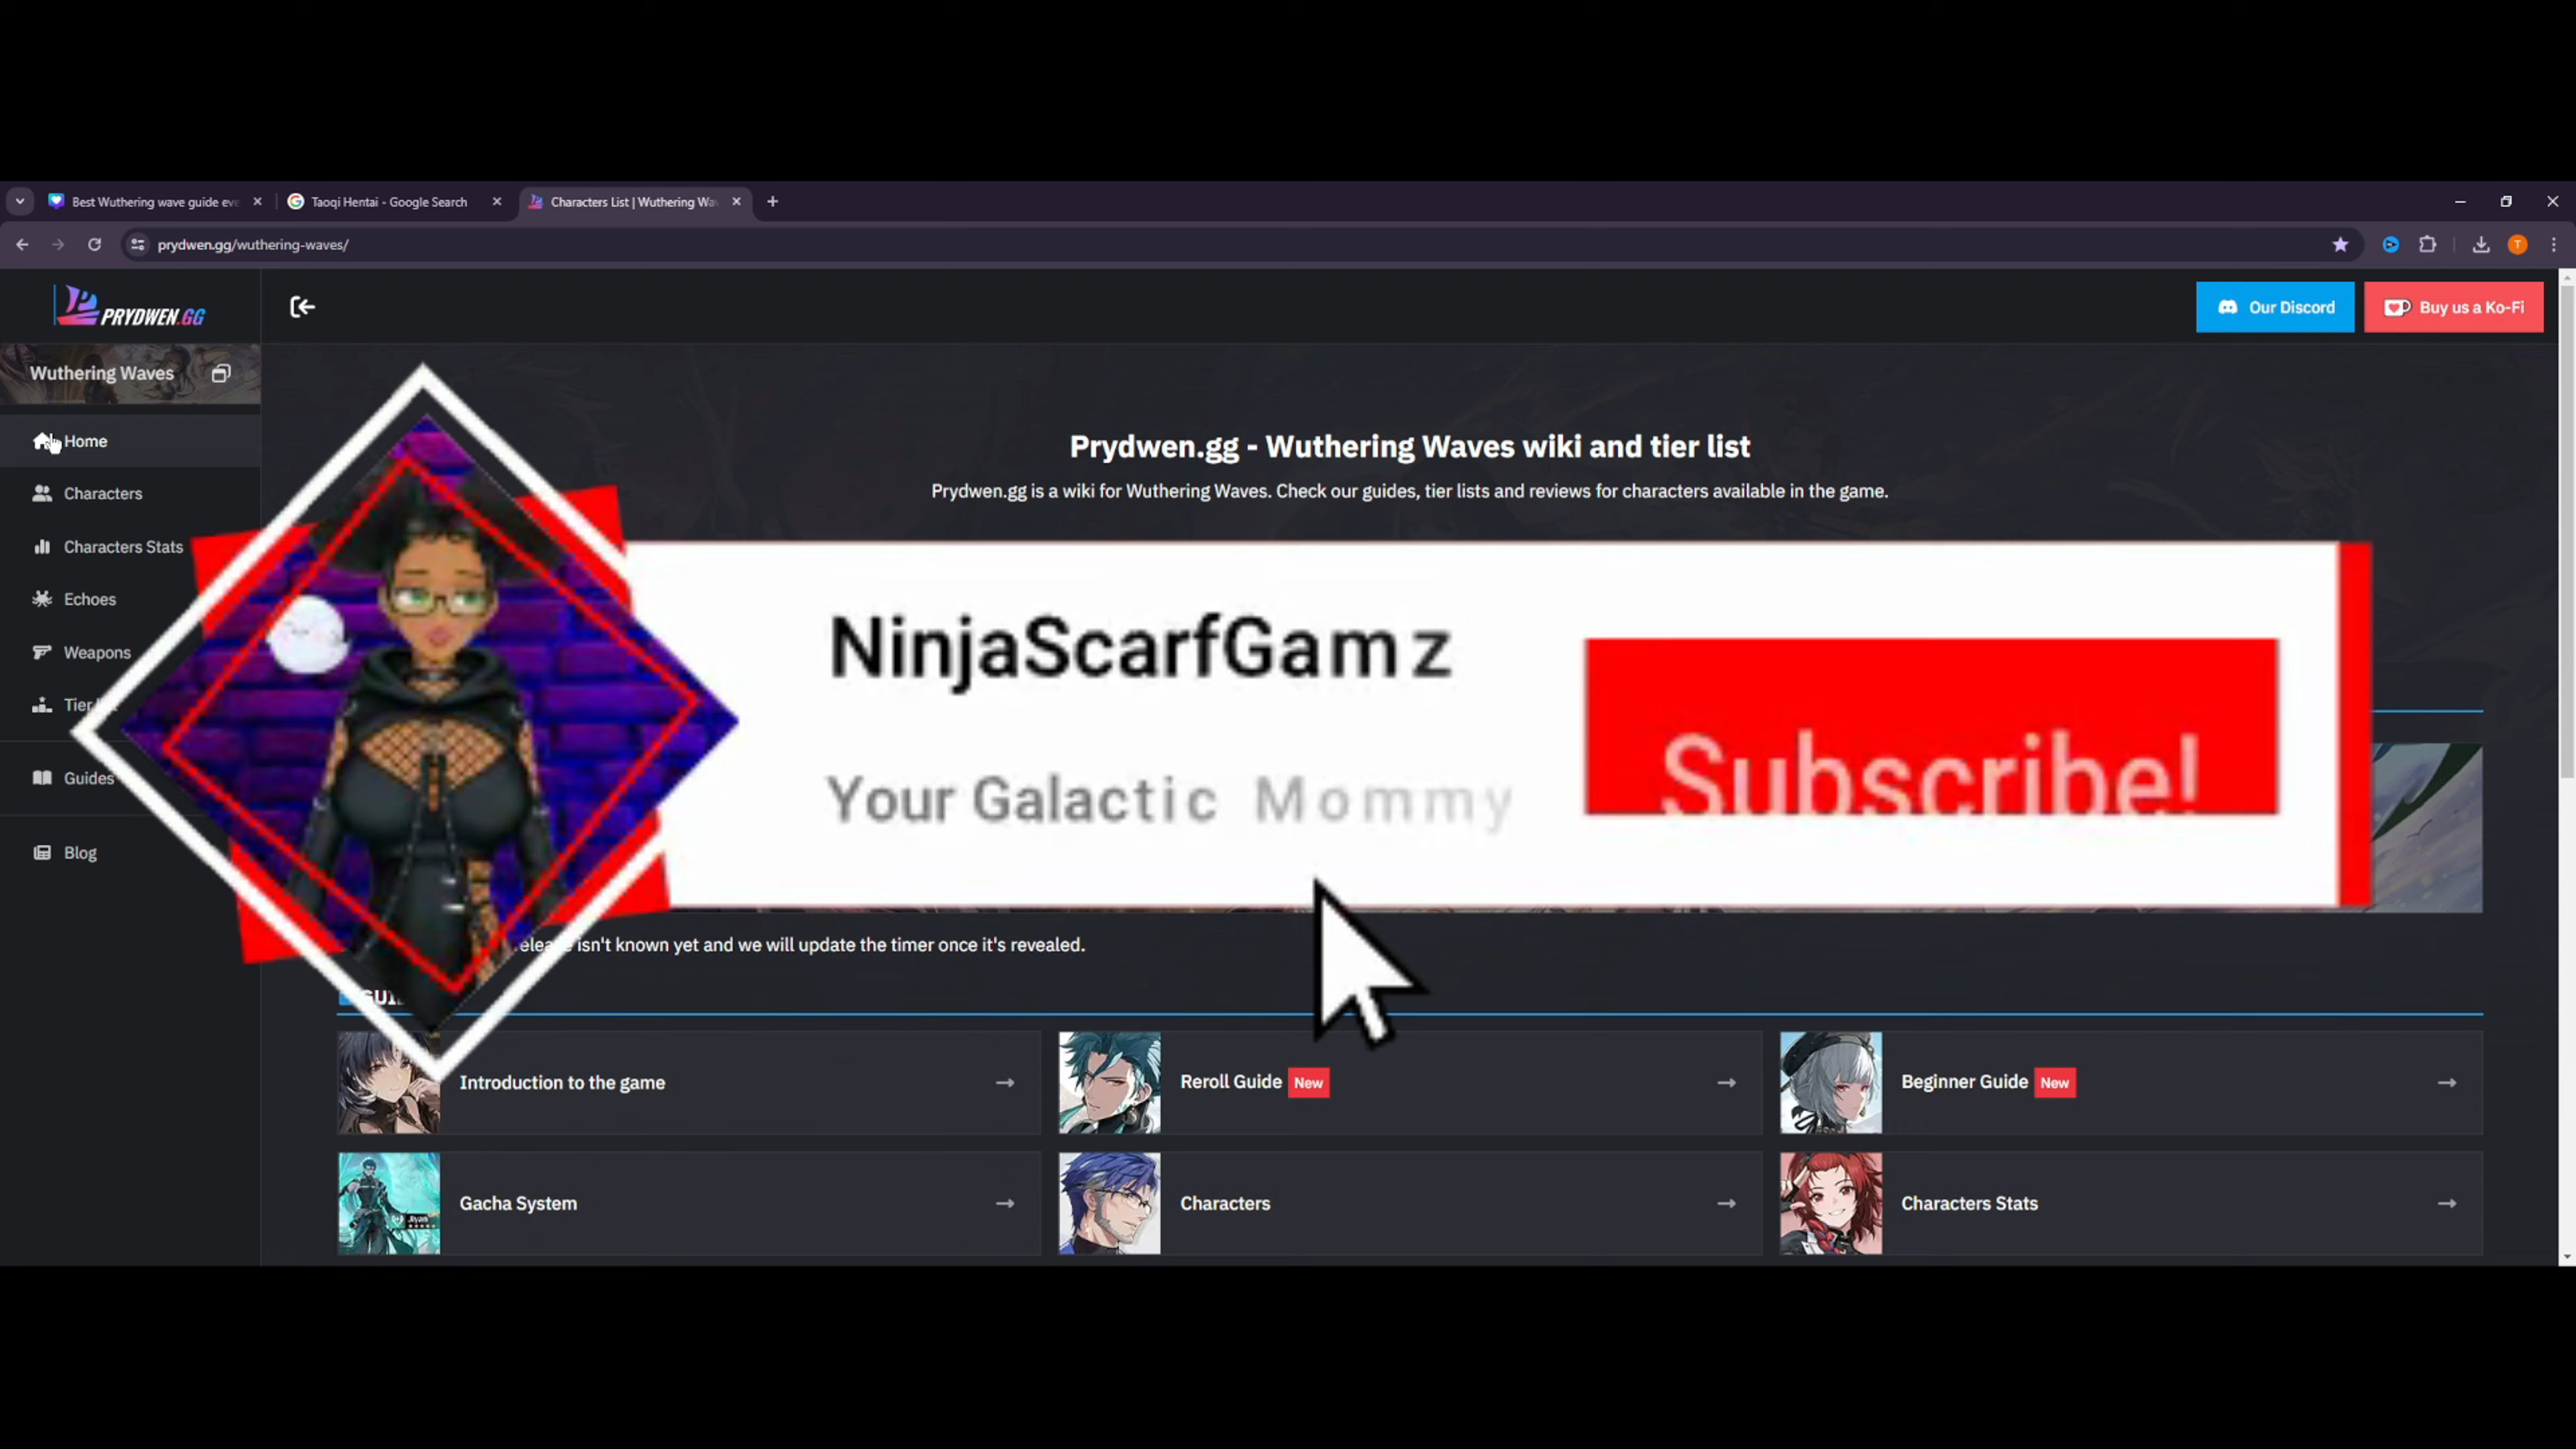 Best Wuthering wave guide eve
Taoqi Hentai - Google Search
Characters List | Wuthering Wav
prydwen.gg/wuthering-waves/
PRYDWEN.GG
Our Discord
Buy us a Ko-Fi
Wuthering Waves
Home
Characters
Characters Stats
Echoes
Weapons
Tier
Guides
Blog
Prydwen.gg - Wuthering Waves wiki and tier list
Prydwen.gg is a wiki for Wuthering Waves. Check our guides, tier lists and reviews for characters available in the game.
NinjaScarfGamz
Your Galactic Mommy
Subscribe!
isn't known yet and we will update the timer once it's revealed.
Introduction to the game
Reroll Guide New
Beginner Guide New
Gacha System
Characters
Characters Stats
Jiyan
T